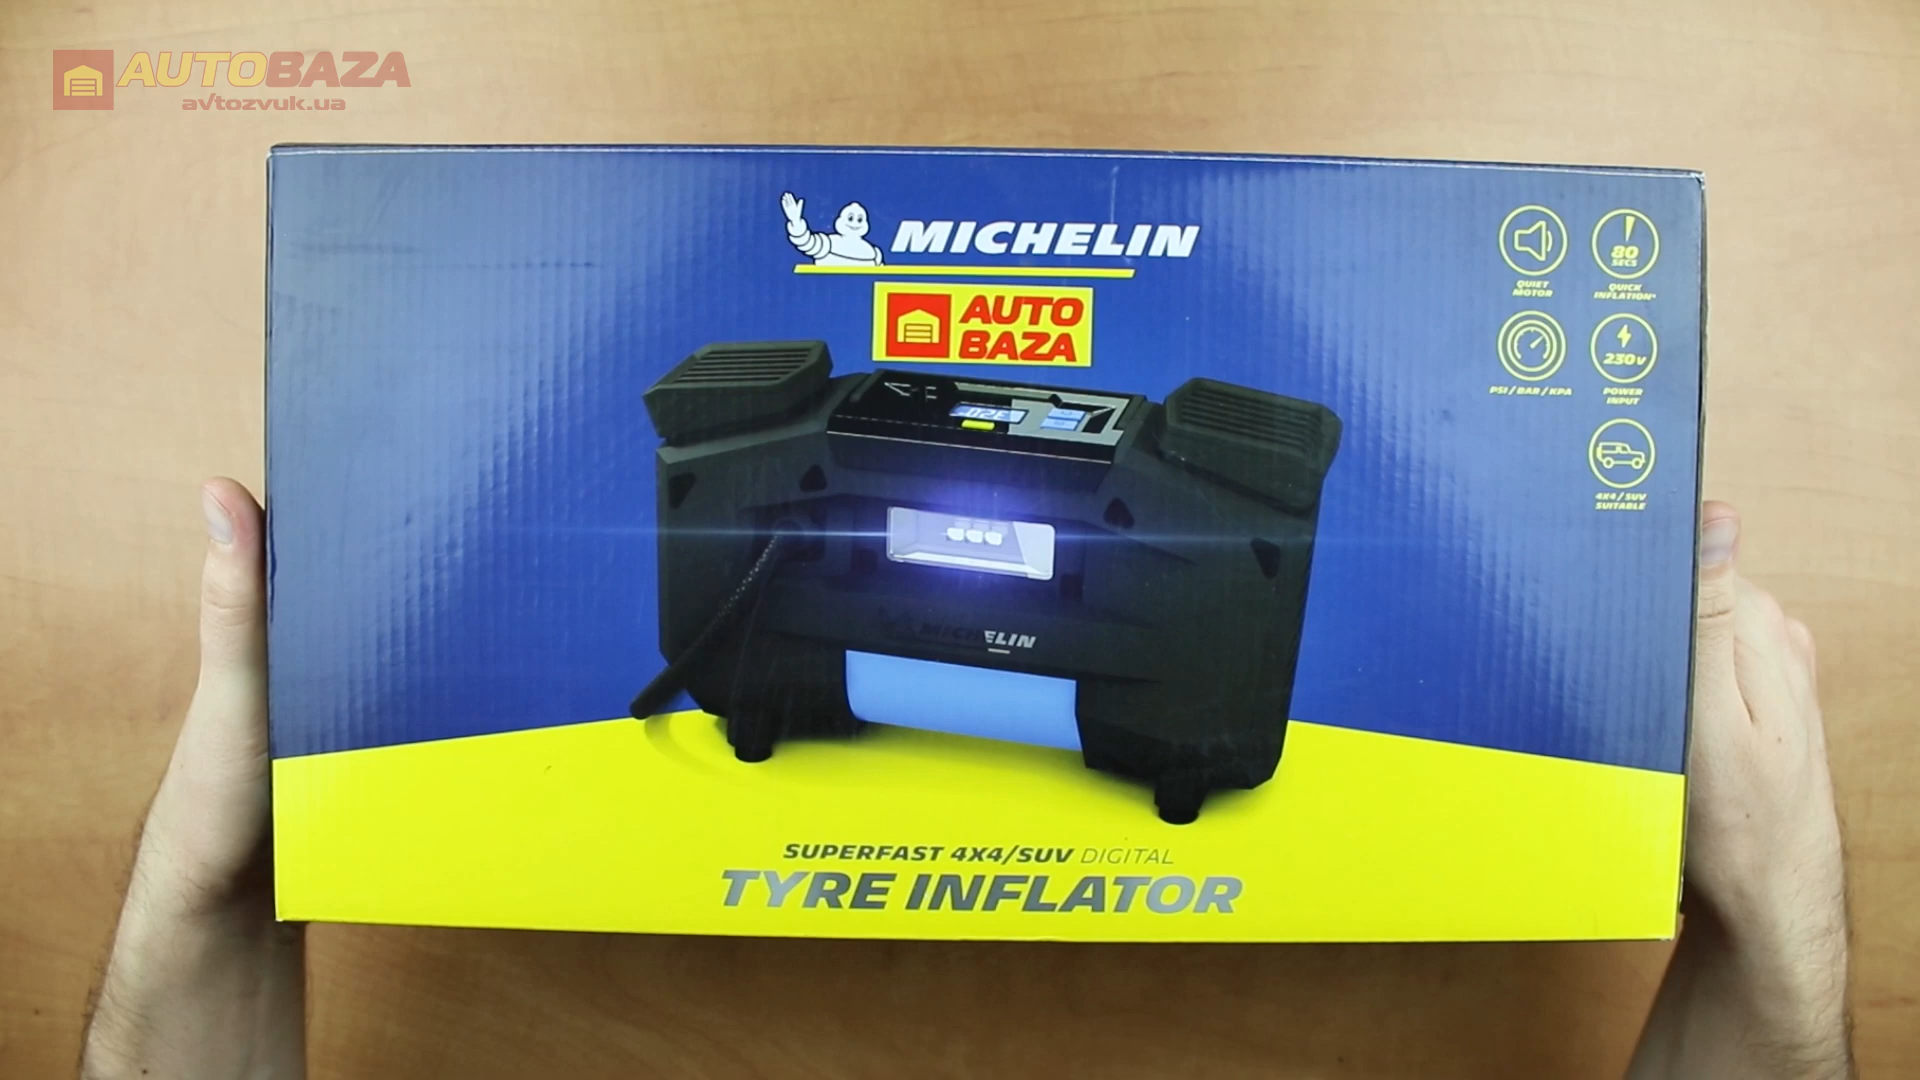 AUTOBAZA
avtozvuk.ua
MICHELIN
AUTO
BAZA
QUIET
MOTOR
80
SECS
QUICK
INFLATION*
PSI / BAR / KPA
230V
POWER
INPUT
4X4 / SUV
SUITABLE
MICHELIN
SUPERFAST 4X4/SUV DIGITAL
TYRE INFLATOR